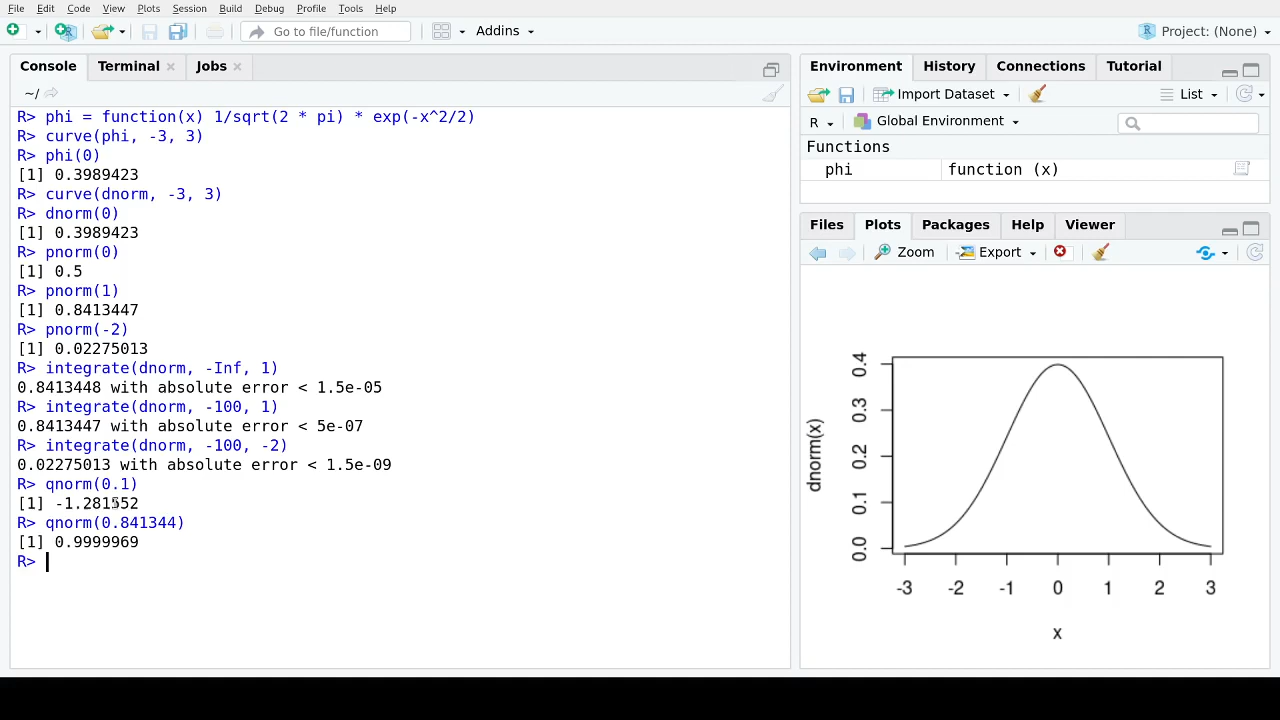 File Edit Code View Plots Session Build Debug Profile Tools Help
Go to file/function Addins Project: (None)
Console Terminal Jobs
~/
R> phi = function(x) 1/sqrt(2 * pi) * exp(-x^2/2)
R> curve(phi, -3, 3)
R> phi(0)
[1] 0.3989423
R> curve(dnorm, -3, 3)
R> dnorm(0)
[1] 0.3989423
R> pnorm(0)
[1] 0.5
R> pnorm(1)
[1] 0.8413447
R> pnorm(-2)
[1] 0.02275013
R> integrate(dnorm, -Inf, 1)
0.8413448 with absolute error < 1.5e-05
R> integrate(dnorm, -100, 1)
0.8413447 with absolute error < 5e-07
R> integrate(dnorm, -100, -2)
0.02275013 with absolute error < 1.5e-09
R> qnorm(0.1)
[1] -1.281552
R> qnorm(0.841344)
[1] 0.9999969
R>
Environment History Connections Tutorial
Import Dataset List
R Global Environment
Functions
phi function (x)
Files Plots Packages Help Viewer
Zoom Export
dnorm(x)
0.4
0.3
0.2
0.1
0.0
-3 -2 -1 0 1 2 3
x